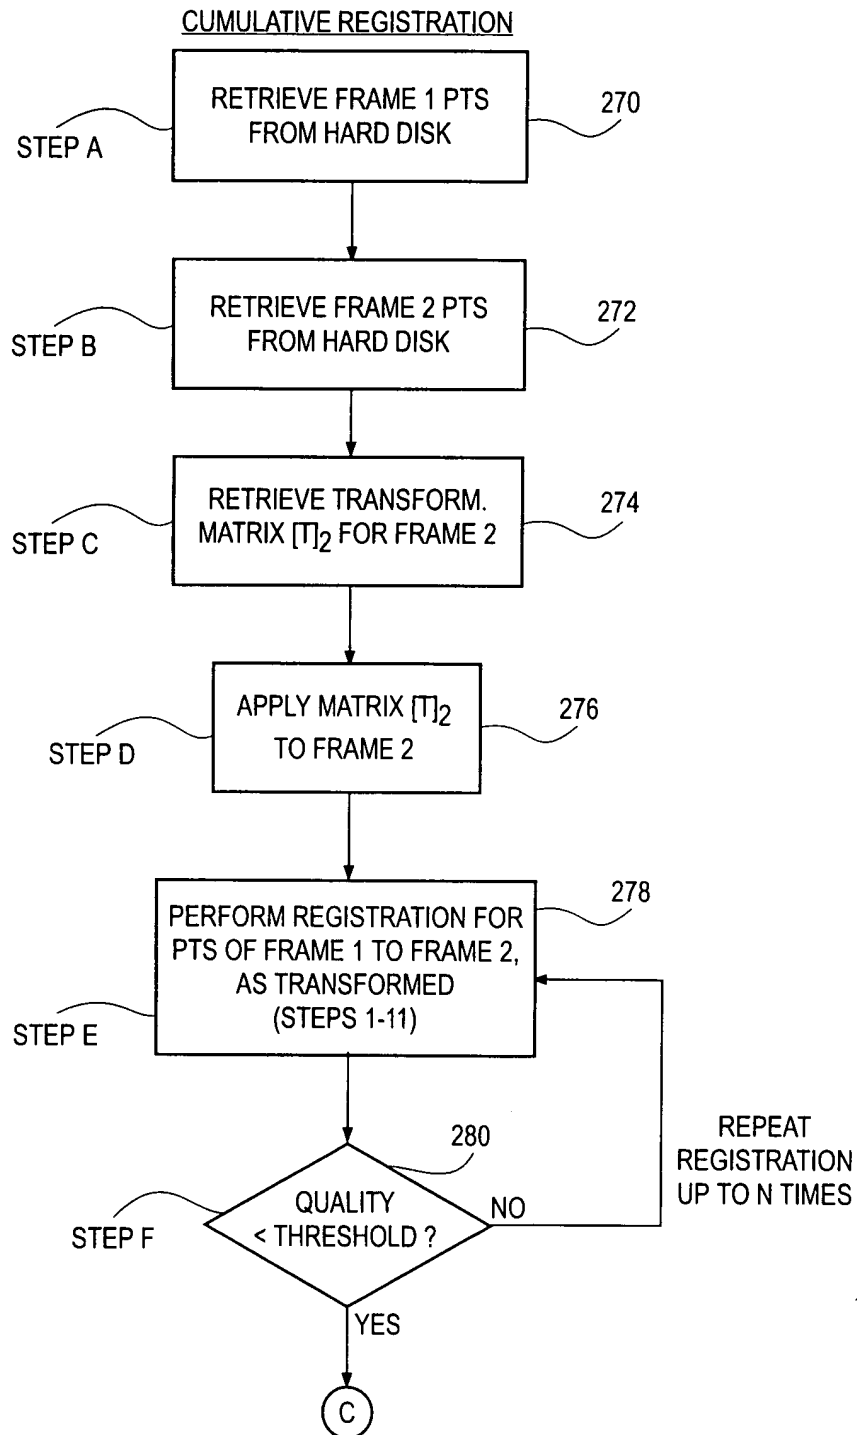 CUMULATIVE REGISTRATION
RETRIEVE FRAME 1 PTS
FROM HARD DISK
270
STEP A
RETRIEVE FRAME 2 PTS
FROM HARD DISK
272
STEP B
RETRIEVE TRANSFORM.
MATRIX [T]2 FOR FRAME 2
274
STEP C
APPLY MATRIX [T]2
TO FRAME 2
276
STEP D
PERFORM REGISTRATION FOR
PTS OF FRAME 1 TO FRAME 2,
AS TRANSFORMED
(STEPS 1-11)
278
STEP E
280
QUALITY
< THRESHOLD ?
STEP F
NO
REPEAT
REGISTRATION
UP TO N TIMES
YES
C